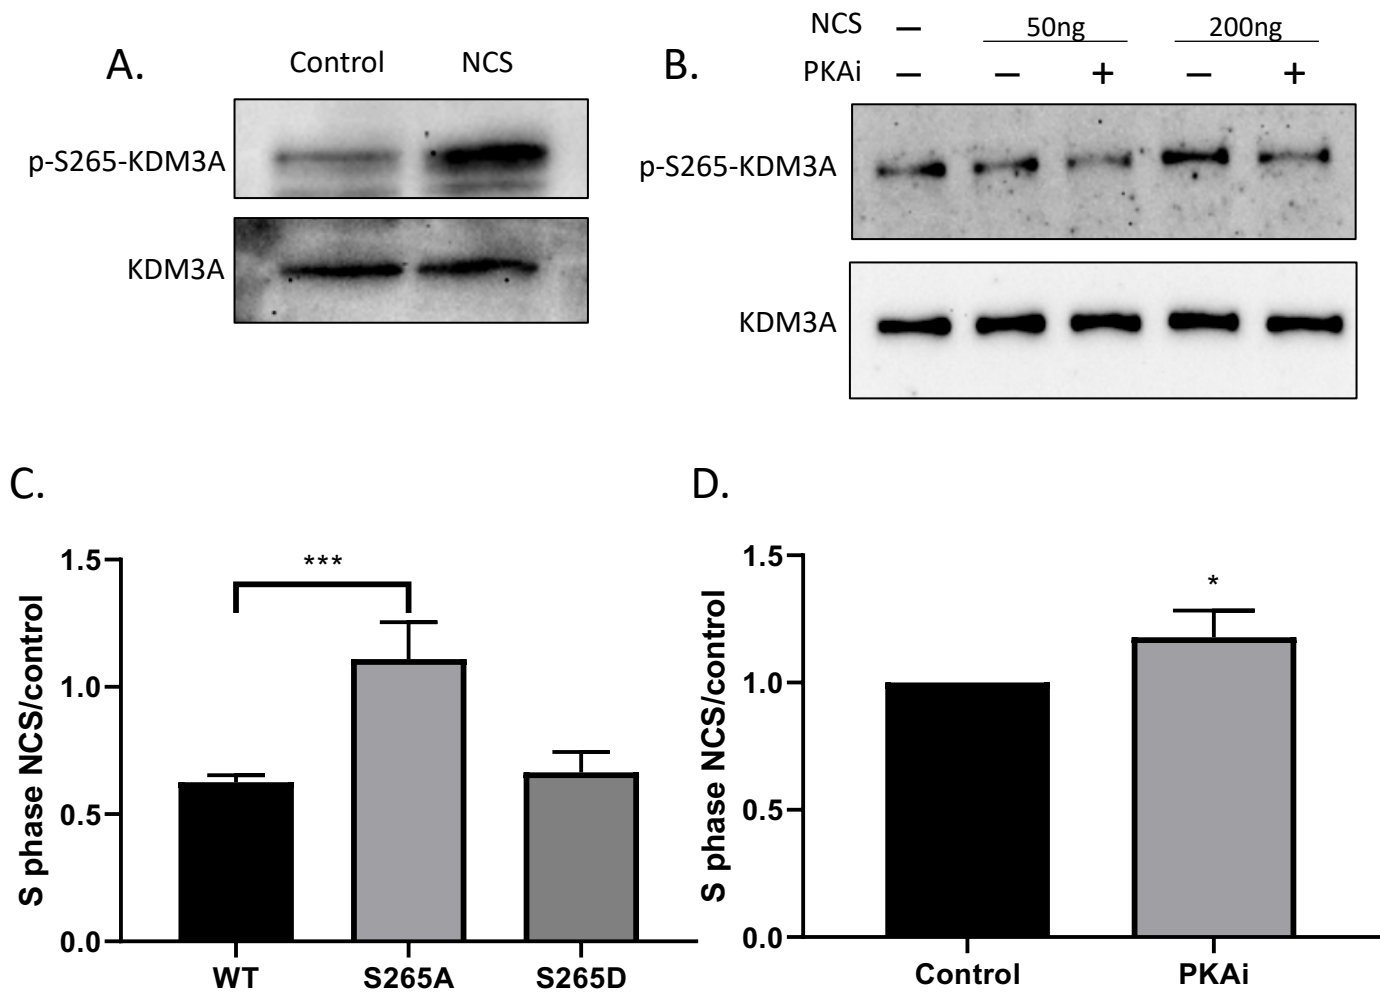 A.
Control NCS
p-S265-KDM3A
KDM3A
B.
NCS – 50ng 200ng
PKAi – – + – +
p-S265-KDM3A
KDM3A
C.
S phase NCS/control
1.5
1.0
0.5
0.0
***
WT S265A S265D
D.
S phase NCS/control
1.5
1.0
0.5
0.0
*
Control PKAi